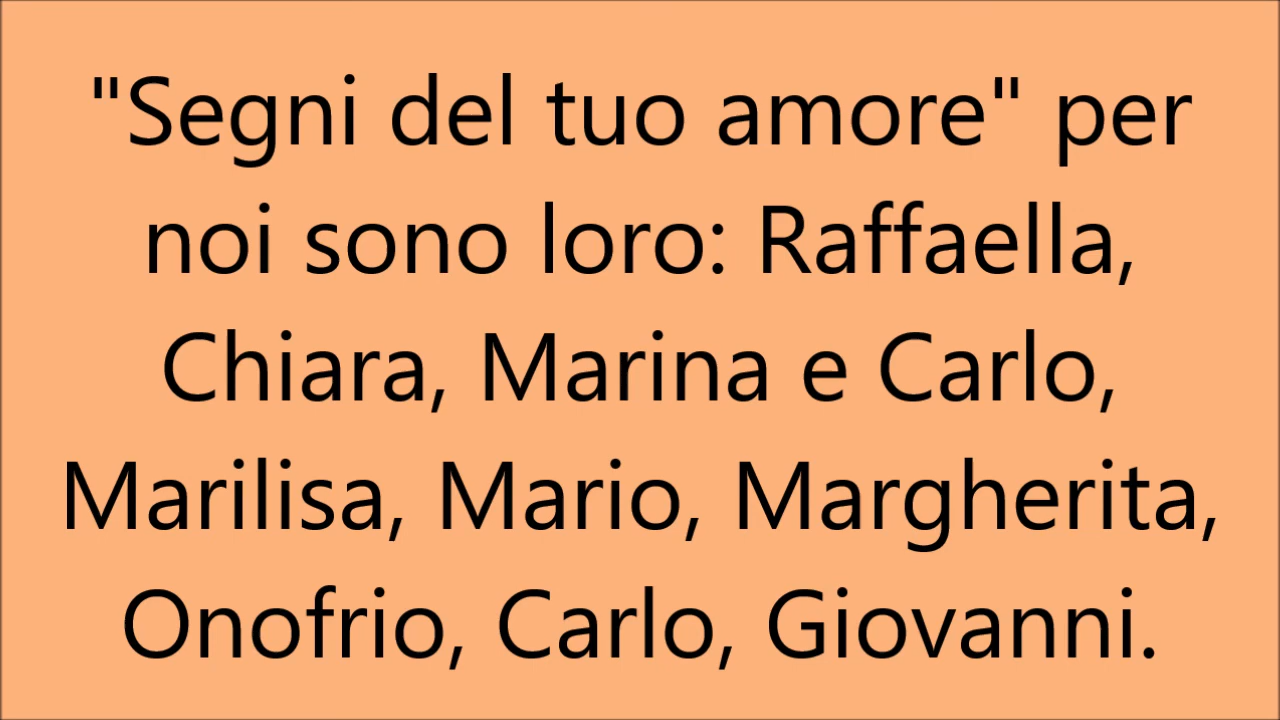 "Segni del tuo amore" per
noi sono loro: Raffaella,
Chiara, Marina e Carlo,
Marilisa, Mario, Margherita,
Onofrio, Carlo, Giovanni.